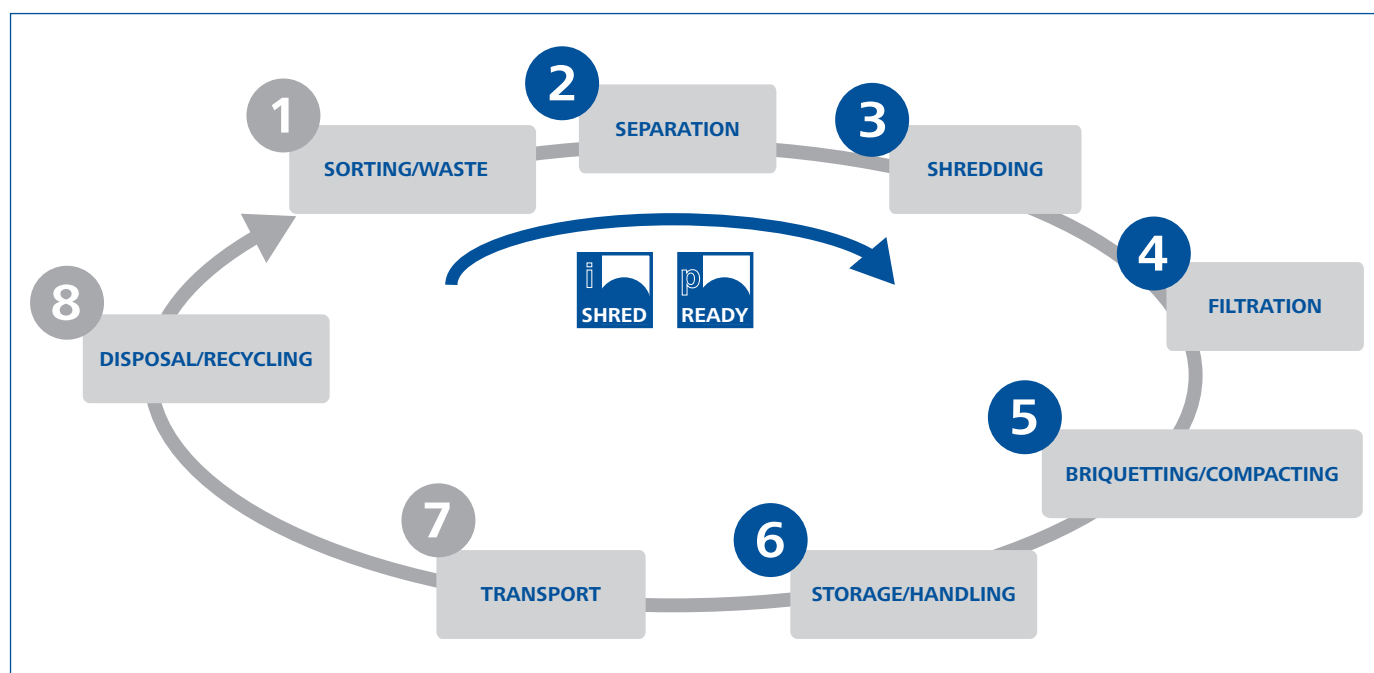 1
SORTING/WASTE
2
SEPARATION
3
SHREDDING
4
FILTRATION
5
BRIQUETTING/COMPACTING
6
STORAGE/HANDLING
7
TRANSPORT
8
DISPOSAL/RECYCLING
i
SHRED
p
READY